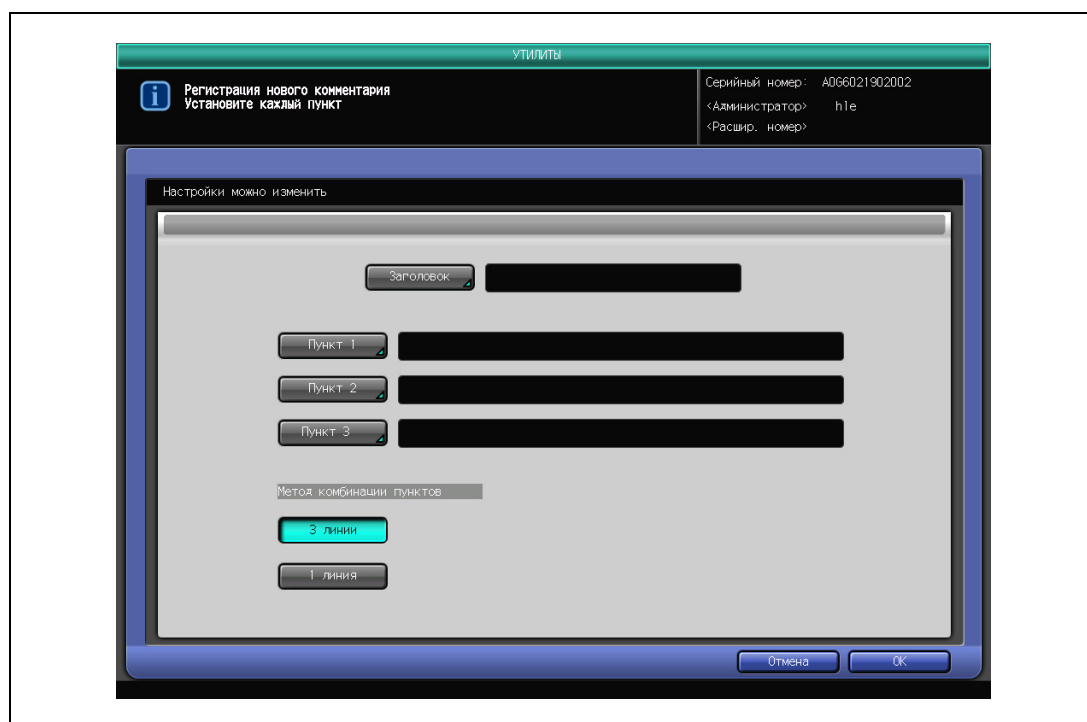 УТИЛИТЫ
Регистрация нового комментария
Установите каждый пункт
Серийный номер: A0G6021902002
<Администратор> hle
<Расшир. номер>
Настройки можно изменить
Заголовок
Пункт 1
Пункт 2
Пункт 3
Метод комбинации пунктов
3 линии
1 линия
Отмена
OK